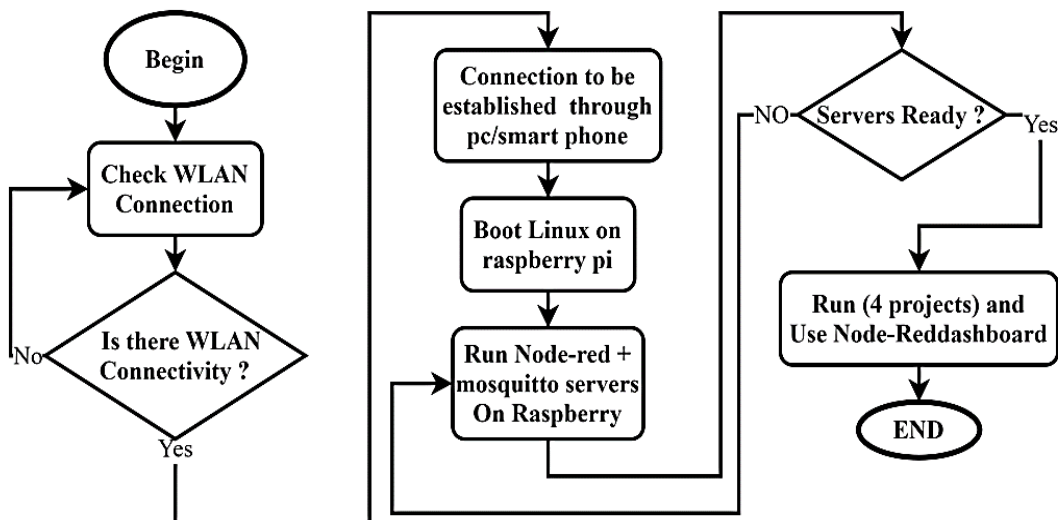 Begin
Check WLAN
Connection
Is there WLAN
Connectivity ?
No
Yes
Connection to be
established through
pc/smart phone
Boot Linux on
raspberry pi
Run Node-red +
mosquitto servers
On Raspberry
Servers Ready ?
NO
Yes
Run (4 projects) and
Use Node-Reddashboard
END